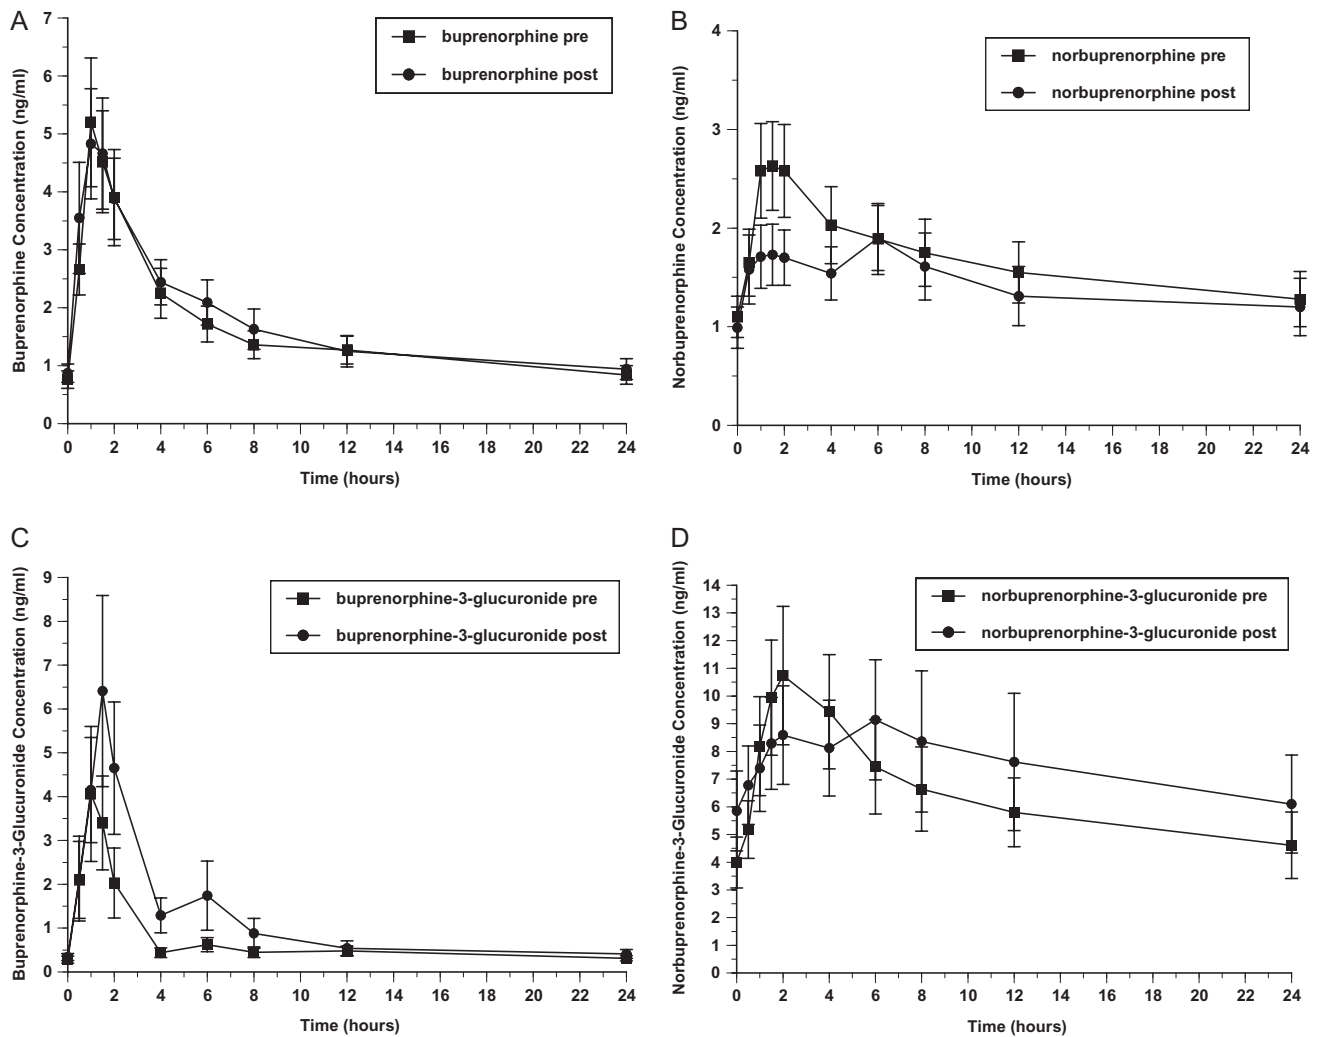 A
Buprenorphine Concentration (ng/ml)
7
6
5
4
3
2
1
0
buprenorphine pre
buprenorphine post
0 2 4 6 8 10 12 14 16 18 20 22 24
Time (hours)
B
Norbuprenorphine Concentration (ng/ml)
4
3
2
1
0
norbuprenorphine pre
norbuprenorphine post
0 2 4 6 8 10 12 14 16 18 20 22 24
Time (hours)
C
Buprenorphine-3-Glucuronide Concentration (ng/ml)
9
8
7
6
5
4
3
2
1
0
buprenorphine-3-glucuronide pre
buprenorphine-3-glucuronide post
0 2 4 6 8 10 12 14 16 18 20 22 24
Time (hours)
D
Norbuprenorphine-3-Glucuronide Concentration (ng/ml)
14
13
12
11
10
9
8
7
6
5
4
3
2
1
0
norbuprenorphine-3-glucuronide pre
norbuprenorphine-3-glucuronide post
0 2 4 6 8 10 12 14 16 18 20 22 24
Time (hours)